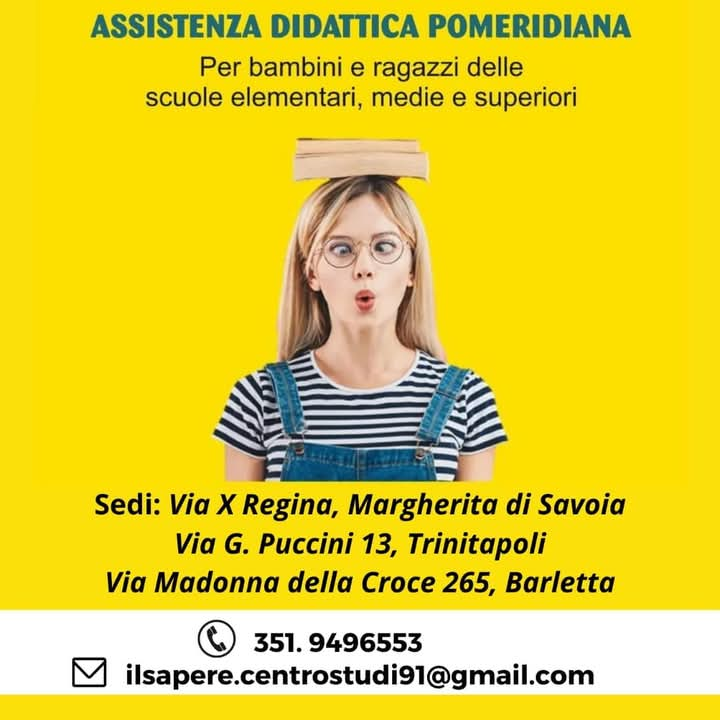 ASSISTENZA DIDATTICA POMERIDIANA
Per bambini e ragazzi delle
scuole elementari, medie e superiori
Sedi: Via X Regina, Margherita di Savoia
Via G. Puccini 13, Trinitapoli
Via Madonna della Croce 265, Barletta
351. 9496553
ilsapere.centrostudi91@gmail.com